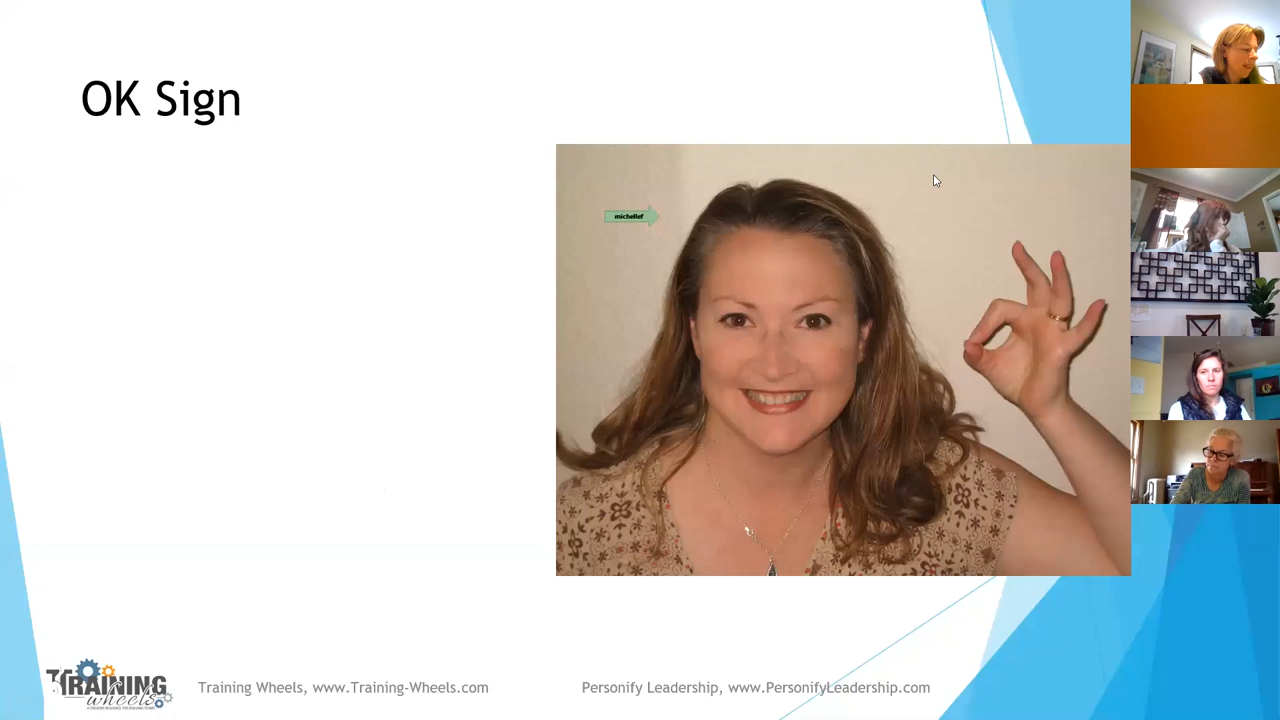 OK Sign
michellef
TRAINING
wheels
Training Wheels, www.Training-Wheels.com
Personify Leadership, www.PersonifyLeadership.com